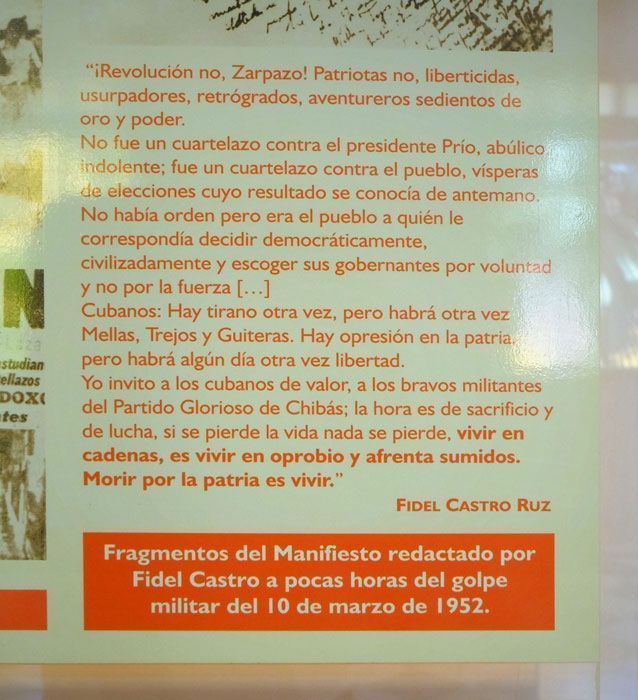 “¡Revolución no, Zarpazo! Patriotas no, liberticidas,
usurpadores, retrógrados, aventureros sedientos de
oro y poder.
No fue un cuartelazo contra el presidente Prío, abúlico
indolente; fue un cuartelazo contra el pueblo, vísperas
de elecciones cuyo resultado se conocía de antemano.
No había orden pero era el pueblo a quién le
correspondía decidir democráticamente,
civilizadamente y escoger sus gobernantes por voluntad
y no por la fuerza [...]
Cubanos: Hay tirano otra vez, pero habrá otra vez
Mellas, Trejos y Guiteras. Hay opresión en la patria,
pero habrá algún día otra vez libertad.
Yo invito a los cubanos de valor, a los bravos militantes
del Partido Glorioso de Chibás; la hora es de sacrificio y
de lucha, si se pierde la vida nada se pierde, vivir en
cadenas, es vivir en oprobio y afrenta sumidos.
Morir por la patria es vivir.”
FIDEL CASTRO RUZ
Fragmentos del Manifiesto redactado por
Fidel Castro a pocas horas del golpe
militar del 10 de marzo de 1952.
N
studian
ellazos
DOXO
tes